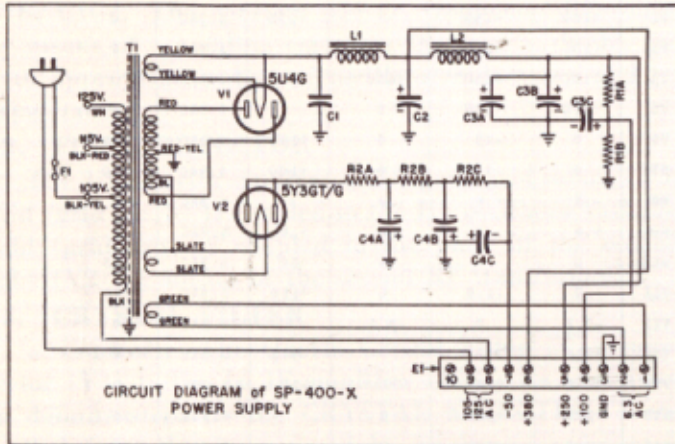 T1
YELLOW
YELLOW
5U4G
V1
L1
L2
C1
C2
C3A
C3B
C3C
R1A
R1B
125V.
WH
115V.
BLK-RED
F1
105V.
BLK-YEL
BLK
RED
RED-YEL
BL
RED
5Y3GT/G
V2
R2A
R2B
R2C
C4A
C4B
C4C
SLATE
SLATE
GREEN
GREEN
E1
10 9 8 7 6 5 4 3 2 1
105-125 A.C.
-50
+380
+250
+100
GND
6.3 A.C
CIRCUIT DIAGRAM of SP-400-X
POWER SUPPLY